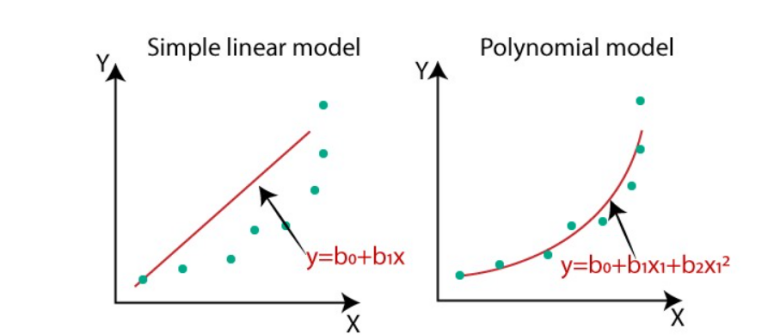 Simple linear model
Y
y=b₀+b₁x
X
Polynomial model
Y
y=b₀+b₁x₁+b₂x₁²
X